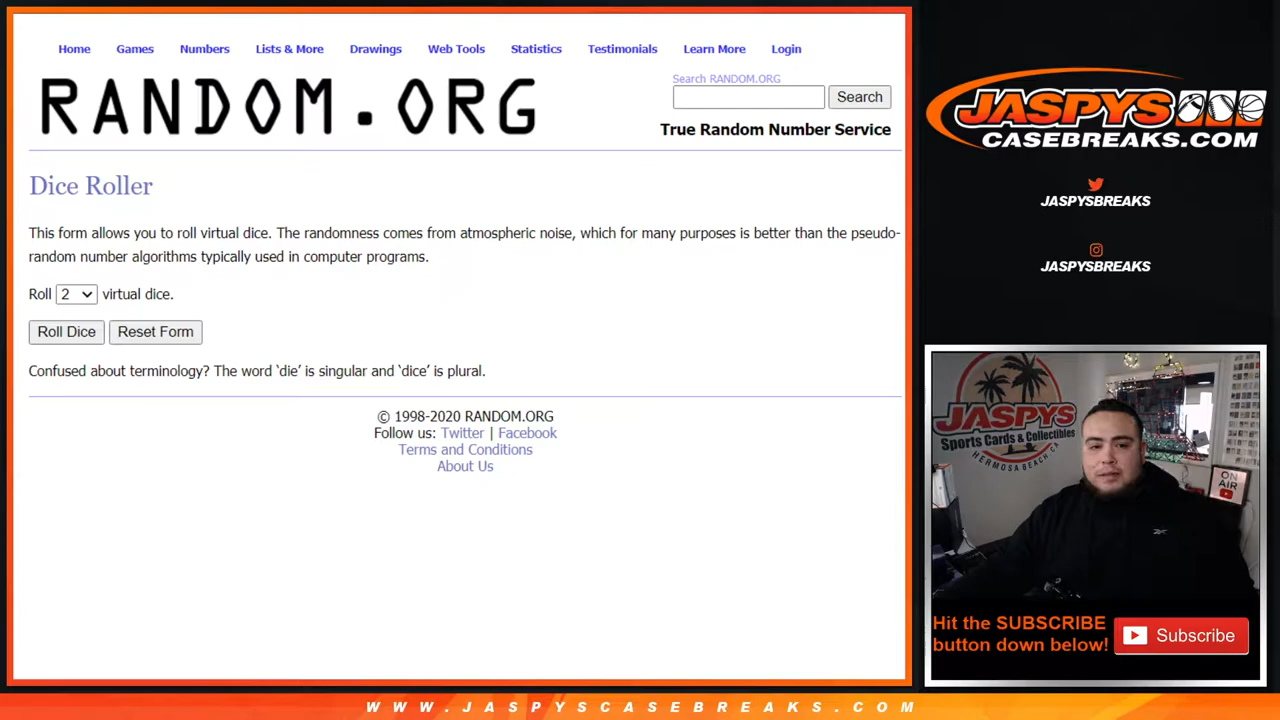 Home Games Numbers Lists & More Drawings Web Tools Statistics Testimonials Learn More Login
RANDOM.ORG
Search RANDOM.ORG
Search
True Random Number Service
Dice Roller
This form allows you to roll virtual dice. The randomness comes from atmospheric noise, which for many purposes is better than the pseudo-
random number algorithms typically used in computer programs.
Roll 2 virtual dice.
Roll Dice Reset Form
Confused about terminology? The word ‘die’ is singular and ‘dice’ is plural.
© 1998-2020 RANDOM.ORG
Follow us: Twitter | Facebook
Terms and Conditions
About Us
JASPYS
CASEBREAKS.COM
JASPYSBREAKS
JASPYSBREAKS
JASPYS
Sports Cards & Collectibles
HERMOSA BEACH, CA
ON
AIR
Hit the SUBSCRIBE
button down below!
Subscribe
WWW.JASPYSCASEBREAKS.COM